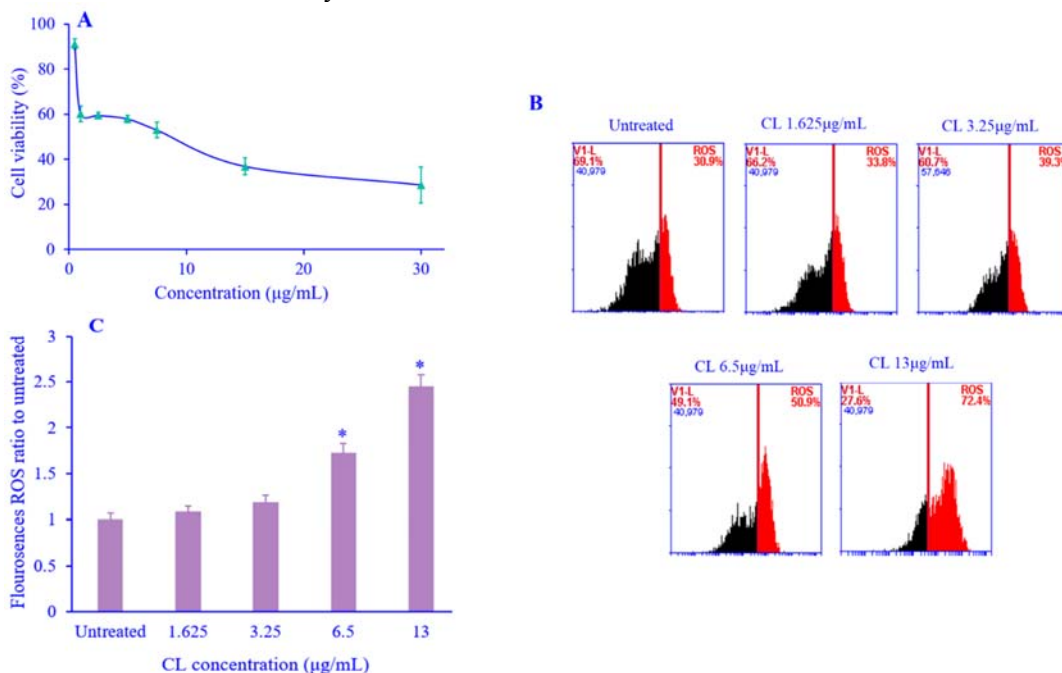 A
Cell viability (%)
100
80
60
40
20
0
0 10 20 30
Concentration (µg/mL)
B
Untreated
V1-L ROS
69.1% 30.9%
40,979
CL 1.625µg/mL
V1-L ROS
66.2% 33.8%
40,979
CL 3.25µg/mL
V1-L ROS
60.7% 39.3%
57,646
CL 6.5µg/mL
V1-L ROS
49.1% 50.9%
40,979
CL 13µg/mL
V1-L ROS
27.6% 72.4%
40,979
C
Flourosences ROS ratio to untreated
3
2.5
2
1.5
1
0.5
0
* *
Untreated 1.625 3.25 6.5 13
CL concentration (µg/mL)